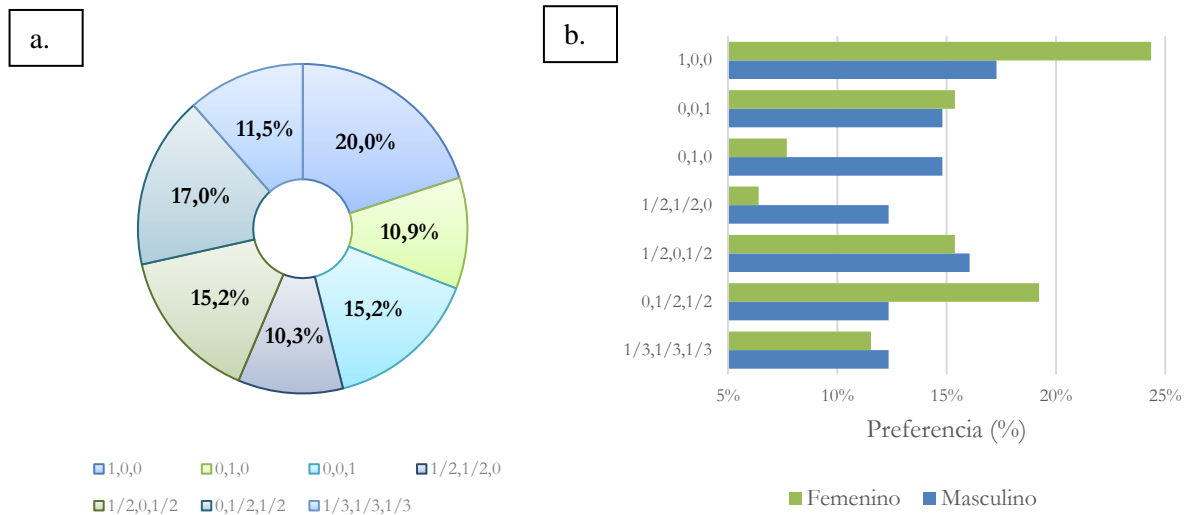 a.
20,0%
10,9%
15,2%
10,3%
15,2%
17,0%
11,5%
1,0,0 0,1,0 0,0,1 1/2,1/2,0
1/2,0,1/2 0,1/2,1/2 1/3,1/3,1/3
b.
1,0,0
0,0,1
0,1,0
1/2,1/2,0
1/2,0,1/2
0,1/2,1/2
1/3,1/3,1/3
5% 10% 15% 20% 25%
Preferencia (%)
Femenino Masculino